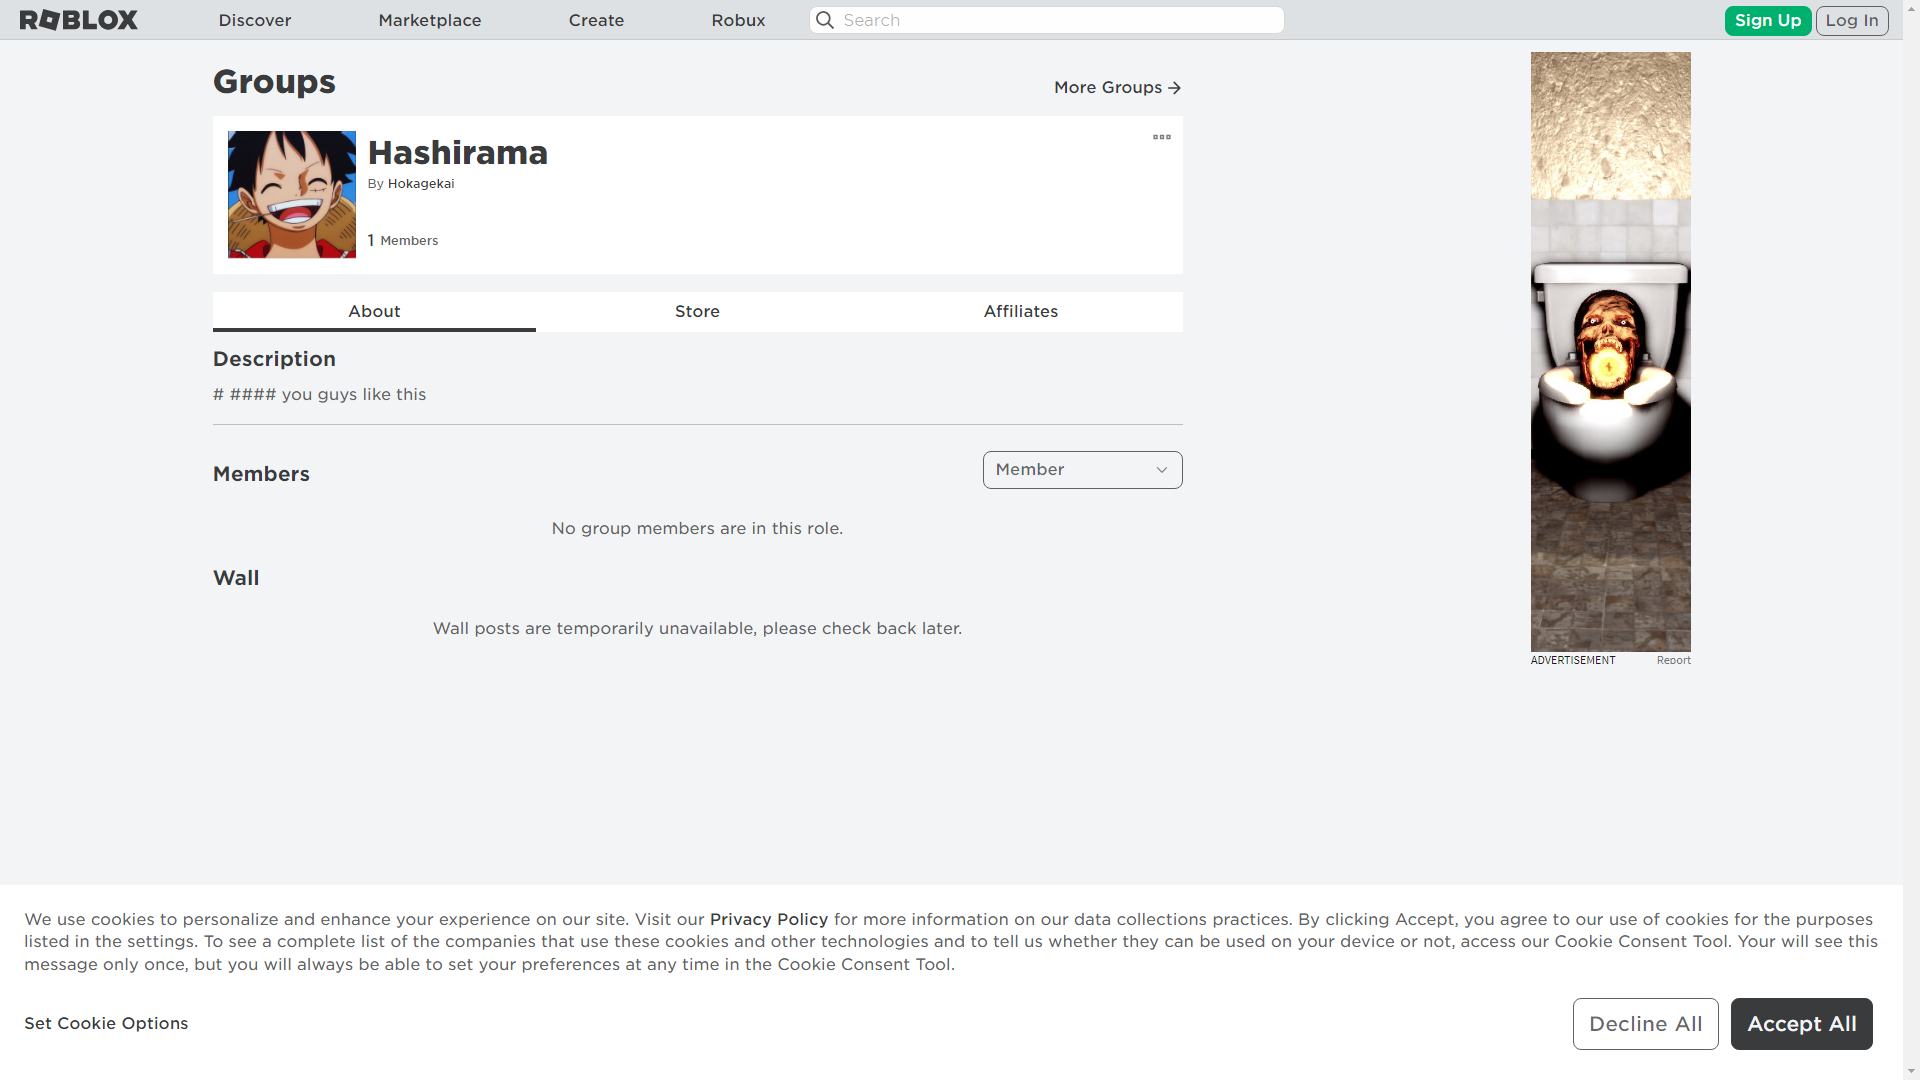 ROBLOX
Discover
Marketplace
Create
Robux
Search
Sign Up
Log In
Groups
More Groups
Hashirama
By Hokagekai
1 Members
About
Store
Affiliates
Description
# #### you guys like this
Members
Member
No group members are in this role.
Wall
Wall posts are temporarily unavailable, please check back later.
ADVERTISEMENT
Report
We use cookies to personalize and enhance your experience on our site. Visit our Privacy Policy for more information on our data collections practices. By clicking Accept, you agree to our use of cookies for the purposes
listed in the settings. To see a complete list of the companies that use these cookies and other technologies and to tell us whether they can be used on your device or not, access our Cookie Consent Tool. Your will see this
message only once, but you will always be able to set your preferences at any time in the Cookie Consent Tool.
Set Cookie Options
Decline All
Accept All